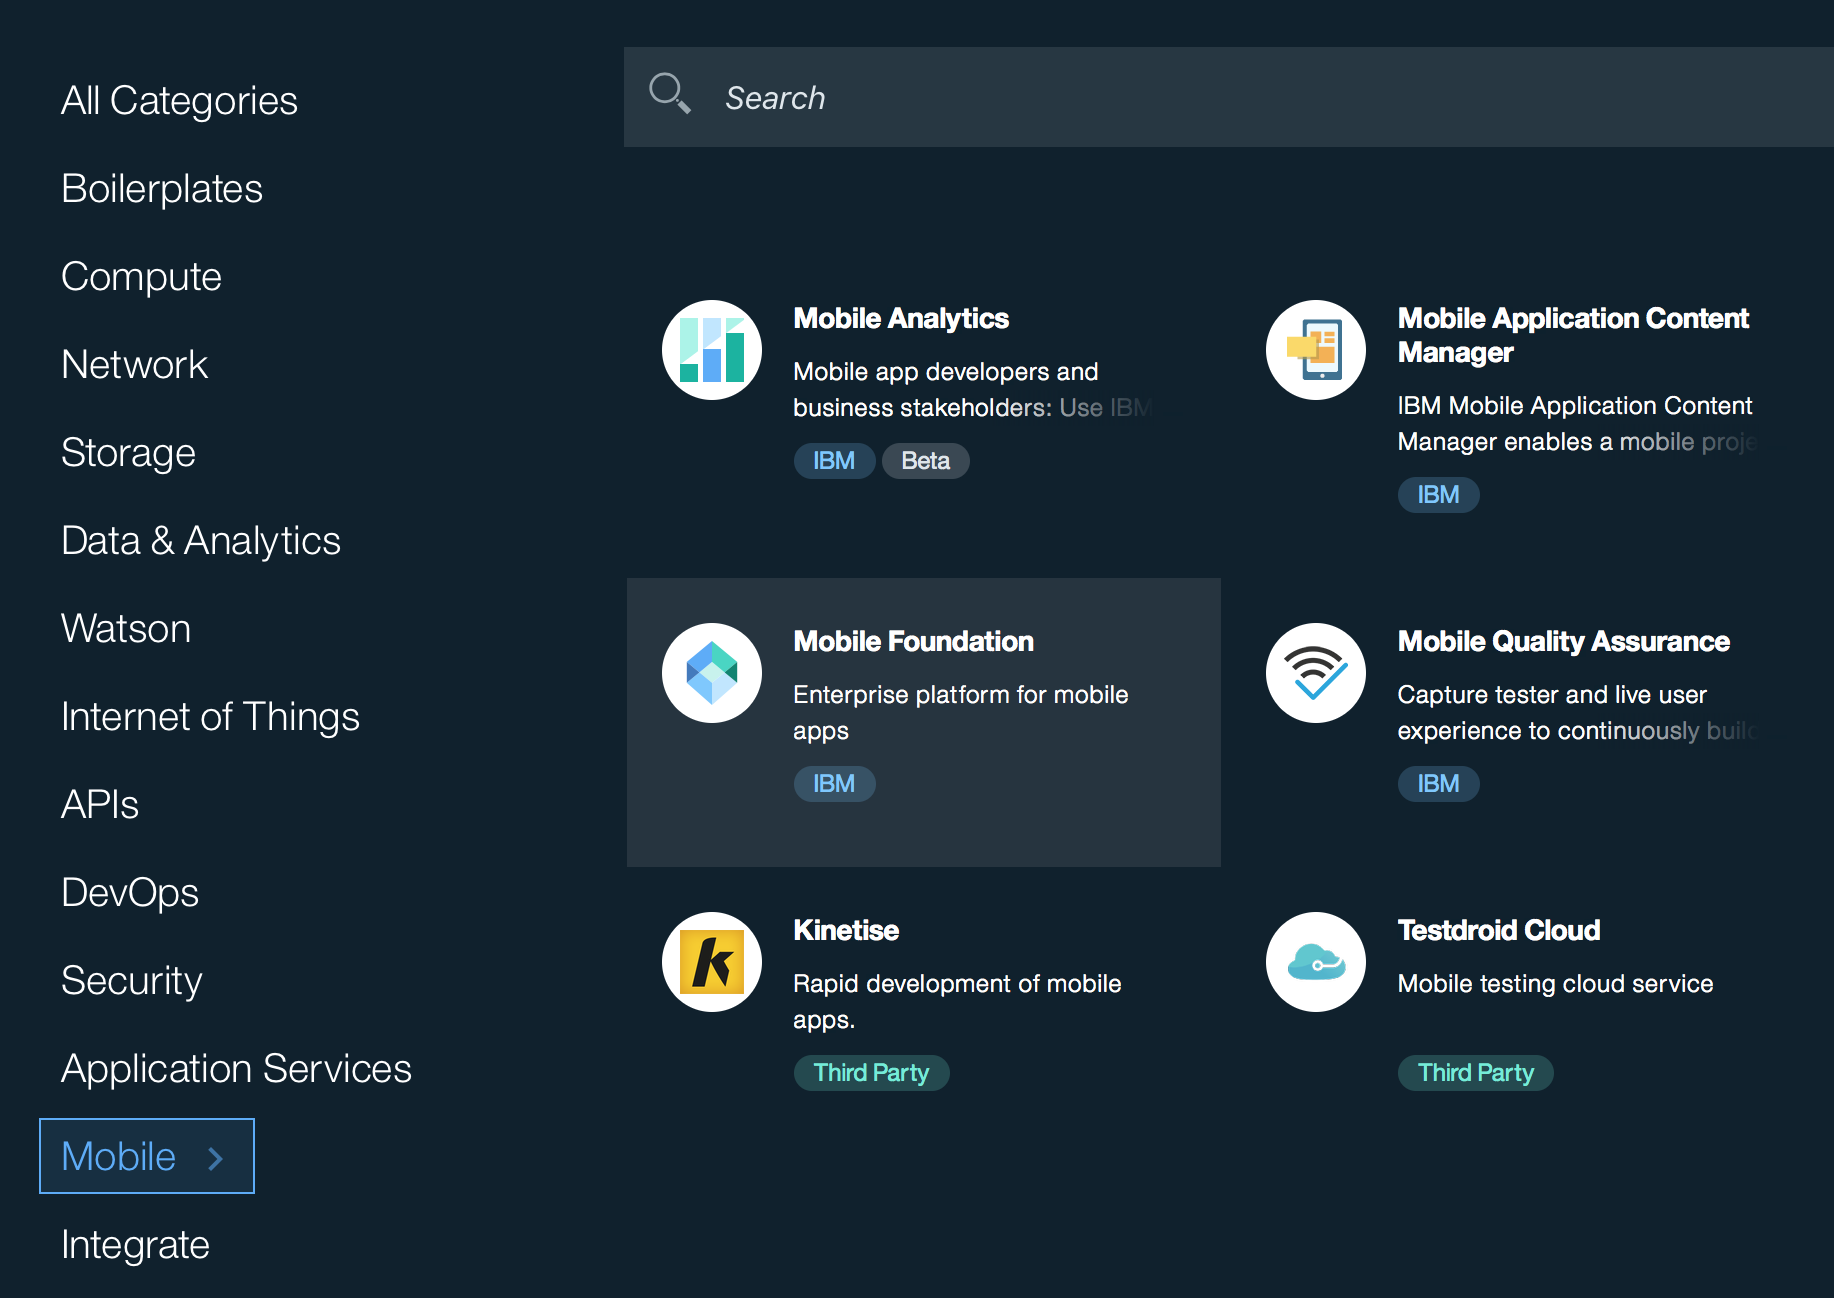 All Categories
Boilerplates
Compute
Network
Storage
Data & Analytics
Watson
Internet of Things
APIs
DevOps
Security
Application Services
Mobile
Integrate
Search
Mobile Analytics
Mobile app developers and
business stakeholders: Use IBM
IBM Beta
Mobile Application Content
Manager
IBM Mobile Application Content
Manager enables a mobile proje
IBM
Mobile Foundation
Enterprise platform for mobile
apps
IBM
Mobile Quality Assurance
Capture tester and live user
experience to continuously build
IBM
Kinetise
Rapid development of mobile
apps.
Third Party
Testdroid Cloud
Mobile testing cloud service
Third Party